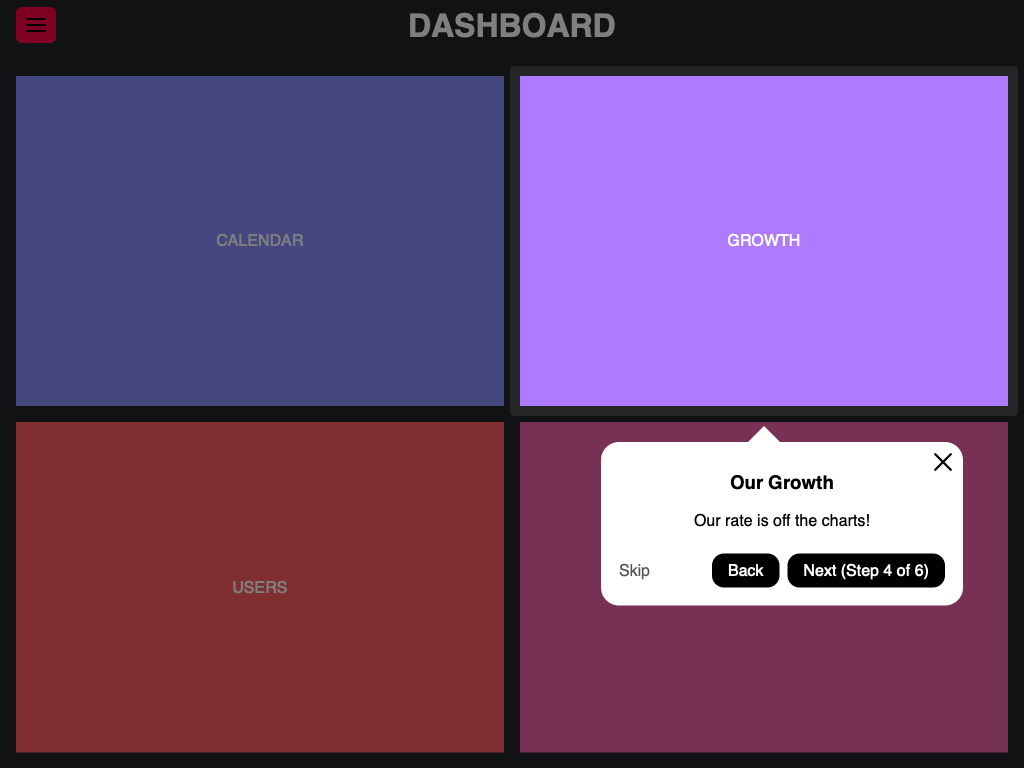 DASHBOARD
CALENDAR
GROWTH
USERS
Our Growth
Our rate is off the charts!
Skip
Back
Next (Step 4 of 6)